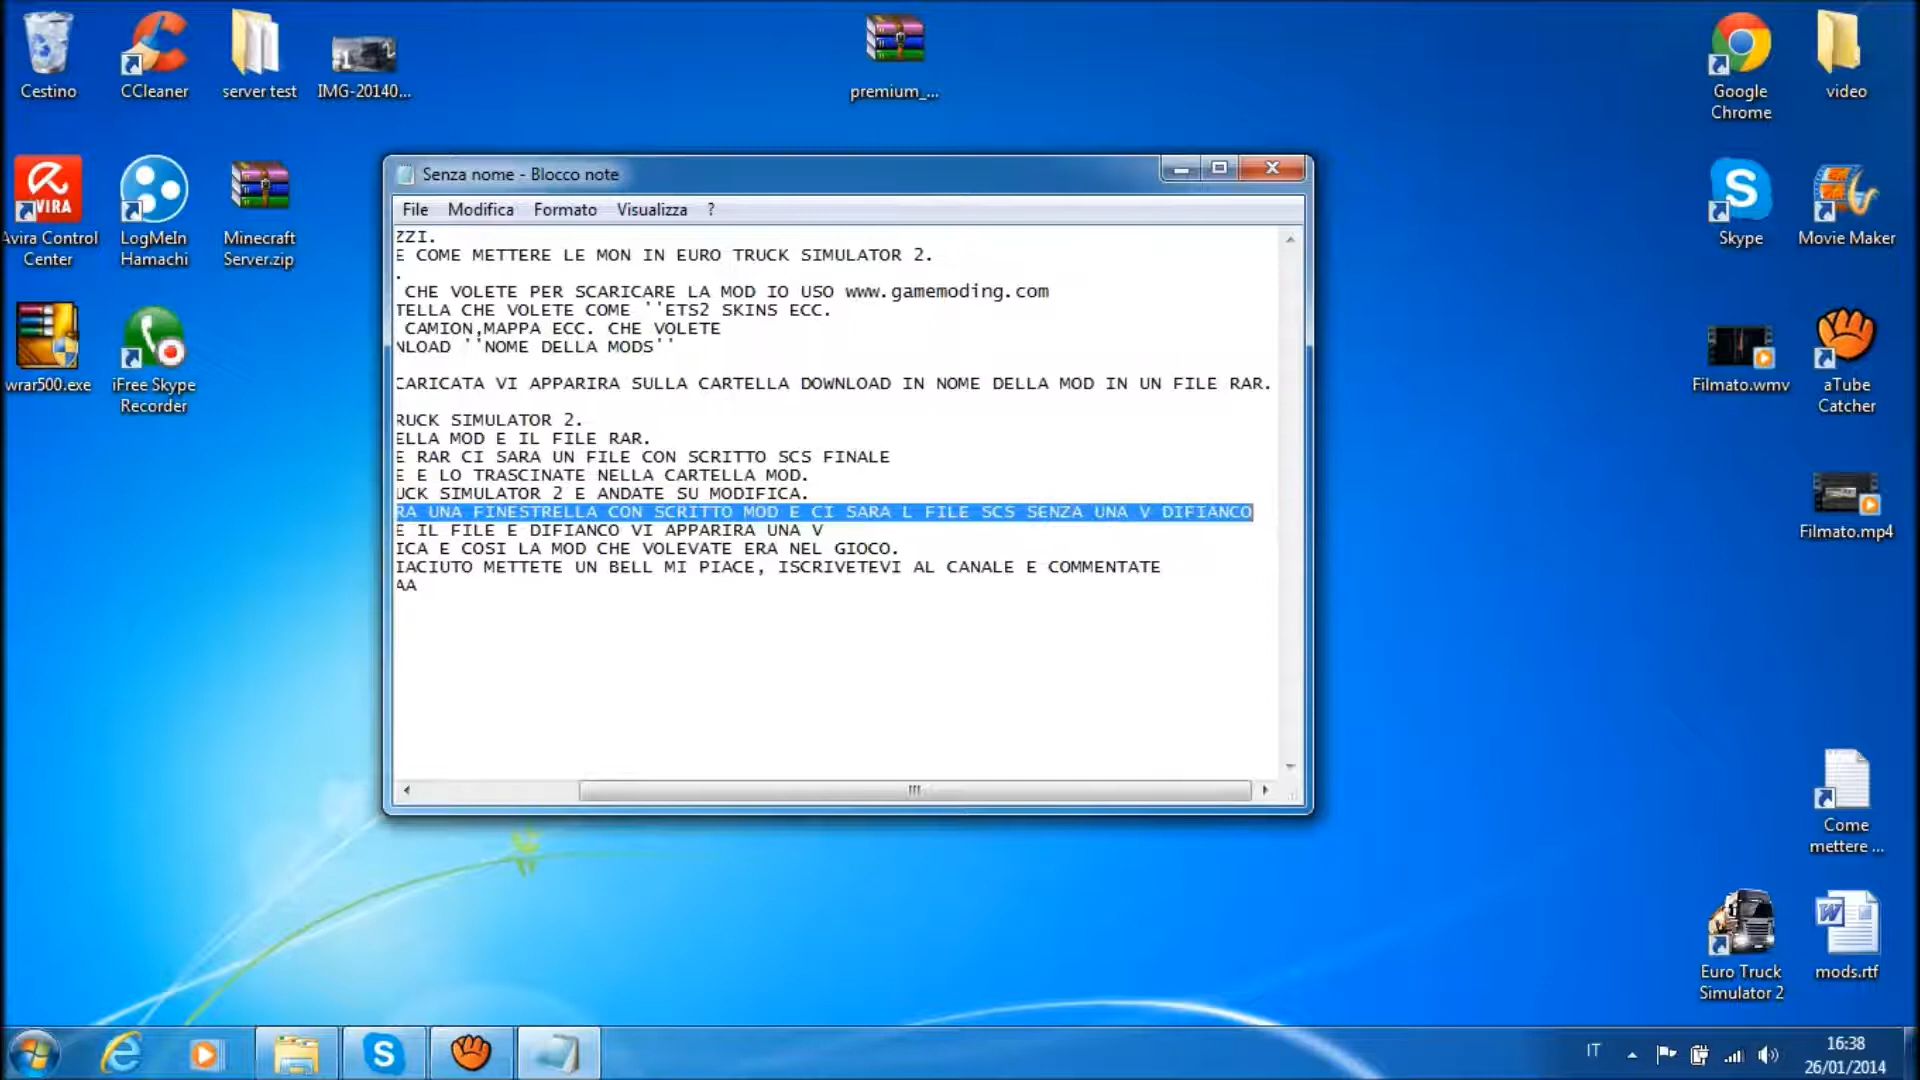 Cestino
CCleaner
server test
IMG-20140...
premium_...
Google
Chrome
video
Avira Control
Center
LogMeIn
Hamachi
Minecraft
Server.zip
Skype
Movie Maker
wrar500.exe
iFree Skype
Recorder
Filmato.wmv
aTube
Catcher
Filmato.mp4
Come
mettere ...
Euro Truck
Simulator 2
mods.rtf
AVIRA
Senza nome - Blocco note
File Modifica Formato Visualizza ?
ZZI.
E COME METTERE LE MON IN EURO TRUCK SIMULATOR 2.
.
CHE VOLETE PER SCARICARE LA MOD IO USO www.gamemoding.com
TELLA CHE VOLETE COME ''ETS2 SKINS ECC.
CAMION,MAPPA ECC. CHE VOLETE
NLOAD ''NOME DELLA MODS''
CARICATA VI APPARIRA SULLA CARTELLA DOWNLOAD IN NOME DELLA MOD IN UN FILE RAR.
RUCK SIMULATOR 2.
ELLA MOD E IL FILE RAR.
E RAR CI SARA UN FILE CON SCRITTO SCS FINALE
E E LO TRASCINATE NELLA CARTELLA MOD.
UCK SIMULATOR 2 E ANDATE SU MODIFICA.
RA UNA FINESTRELLA CON SCRITTO MOD E CI SARA L FILE SCS SENZA UNA V DIFIANCO
E IL FILE E DIFIANCO VI APPARIRA UNA V
ICA E COSI LA MOD CHE VOLEVATE ERA NEL GIOCO.
IACIUTO METTETE UN BELL MI PIACE, ISCRIVETEVI AL CANALE E COMMENTATE
AA
IT
16:38
26/01/2014